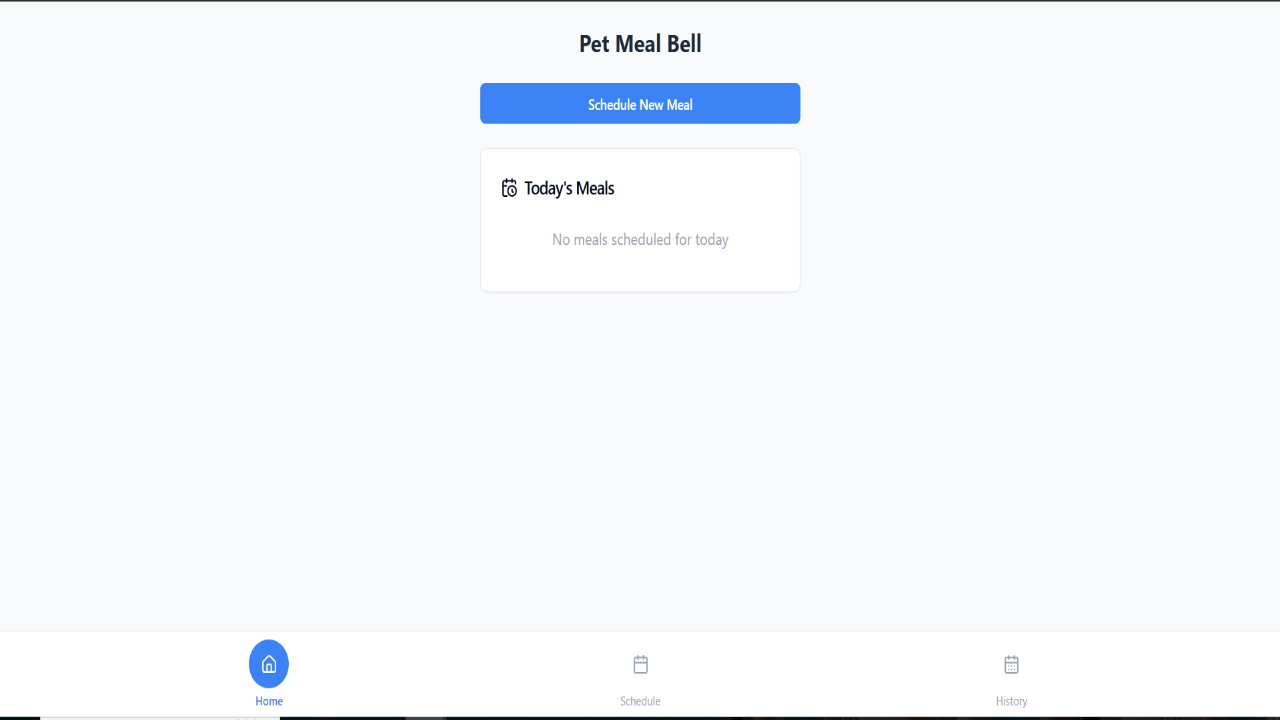 Pet Meal Bell
Schedule New Meal
Today's Meals
No meals scheduled for today
Home
Schedule
History